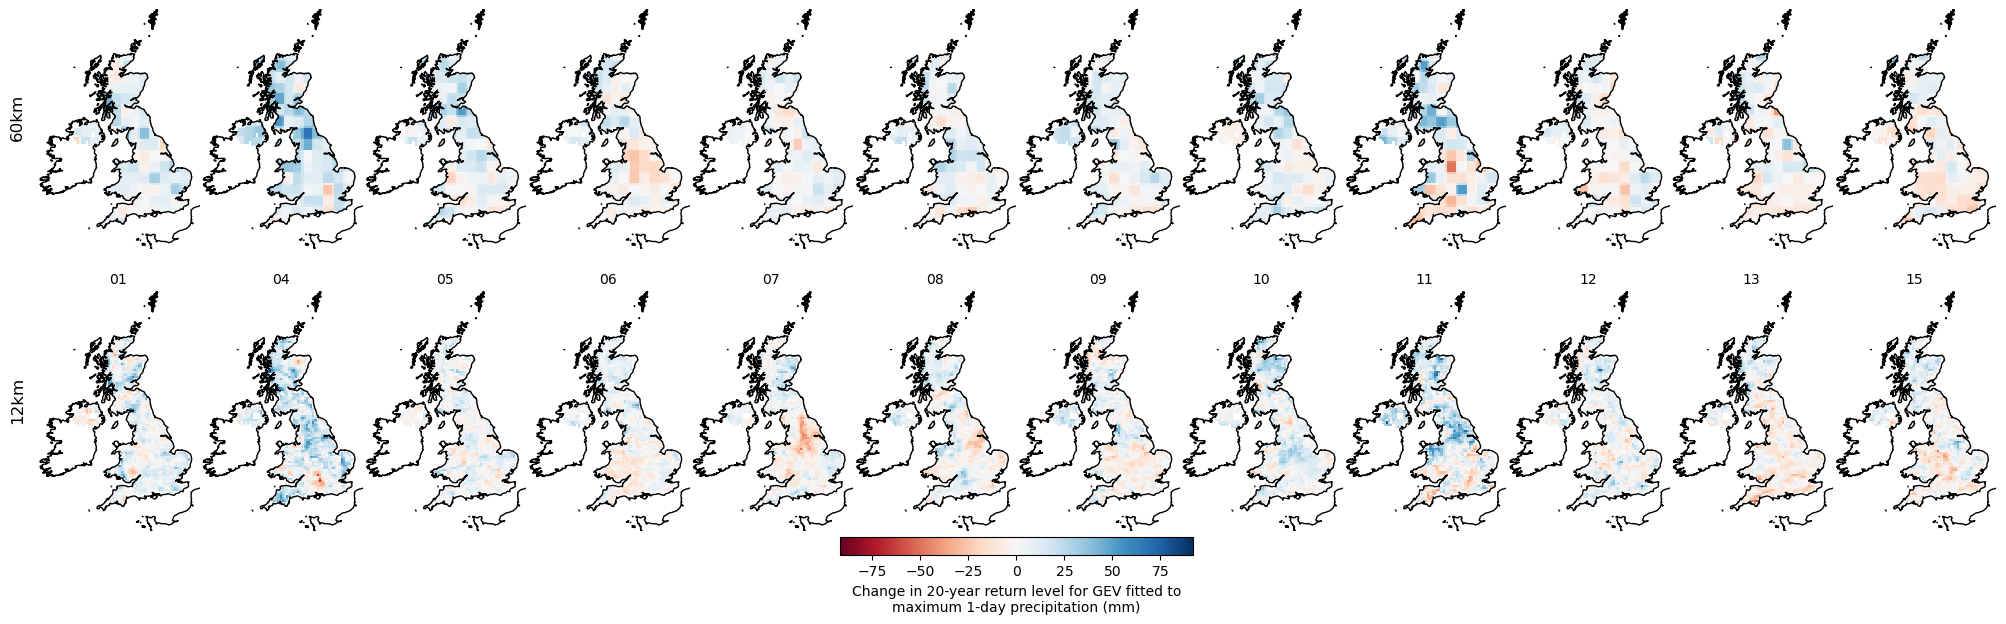 60km
01 04 05 06 07 08 09 10 11 12 13 15
12km
−75 −50 −25 0 25 50 75
Change in 20-year return level for GEV fitted to
maximum 1-day precipitation (mm)